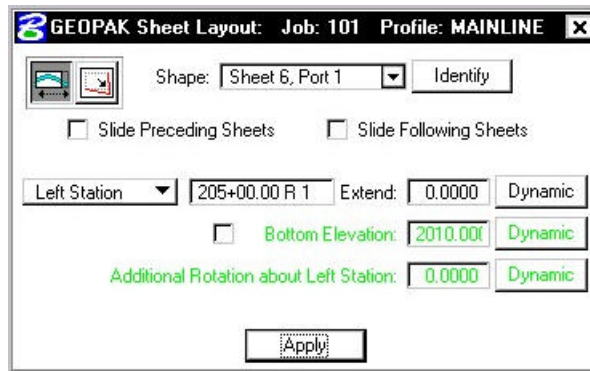 GEOPAK Sheet Layout: Job: 101 Profile: MAINLINE
Shape: Sheet 6, Port 1 Identify
Slide Preceding Sheets Slide Following Sheets
Left Station 205+00.00 R 1 Extend: 0.0000 Dynamic
Bottom Elevation: 2010.00( Dynamic
Additional Rotation about Left Station: 0.0000 Dynamic
Apply